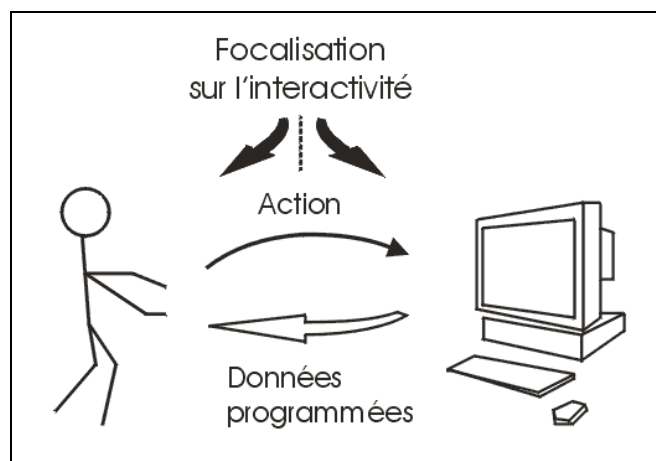 Focalisation
sur l'interactivité
Action
Données
programmées